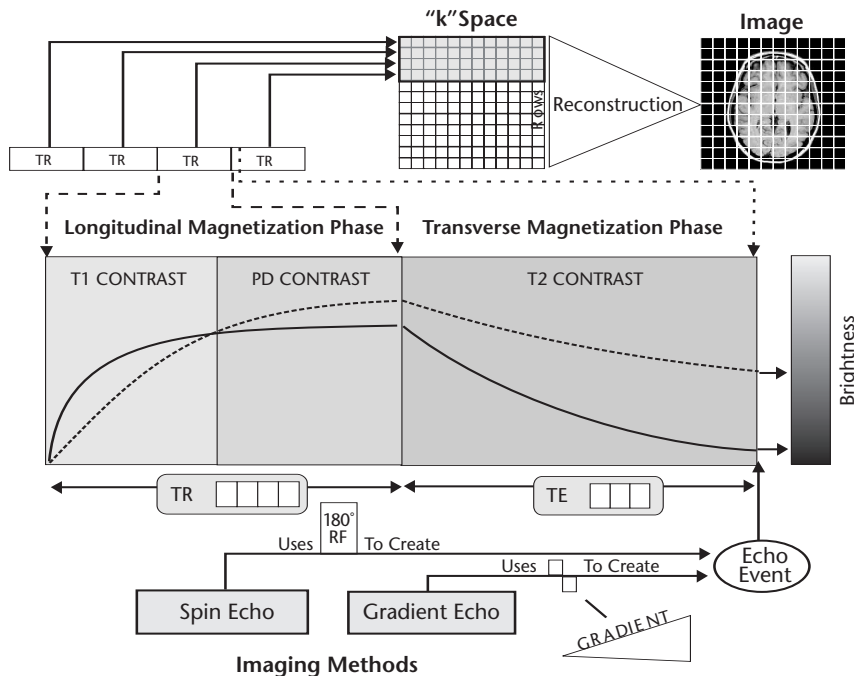 “k”Space
Image
Rows
Reconstruction
TR TR TR TR
Longitudinal Magnetization Phase
Transverse Magnetization Phase
T1 CONTRAST
PD CONTRAST
T2 CONTRAST
Brightness
TR
TE
180°
RF
Uses
To Create
Uses
To Create
Echo
Event
Spin Echo
Gradient Echo
GRADIENT
Imaging Methods